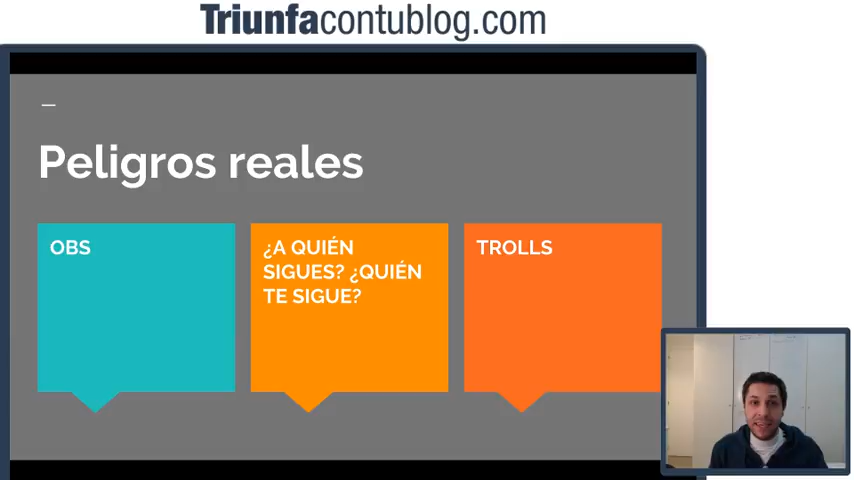 Triunfacontublog.com
Peligros reales
OBS
¿A QUIÉN
SIGUES? ¿QUIÉN
TE SIGUE?
TROLLS